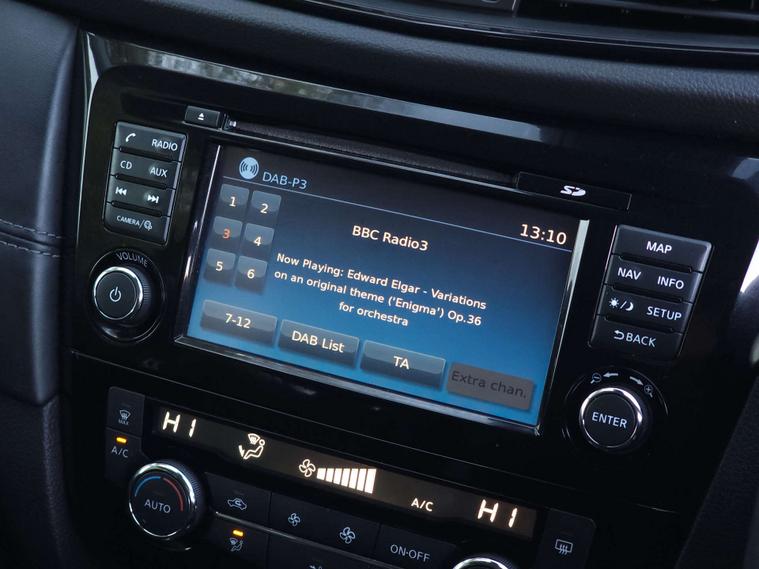 RADIO
CD AUX
CAMERA/
VOLUME
DAB-P3
13:10
1 2
3 4
5 6
BBC Radio3
Now Playing: Edward Elgar - Variations
on an original theme ('Enigma') Op.36
for orchestra
7-12
DAB List
TA
Extra chan.
SD
MAP
NAV INFO
SETUP
BACK
ENTER
MAX
A/C
HI
A/C
HI
AUTO
ON·OFF